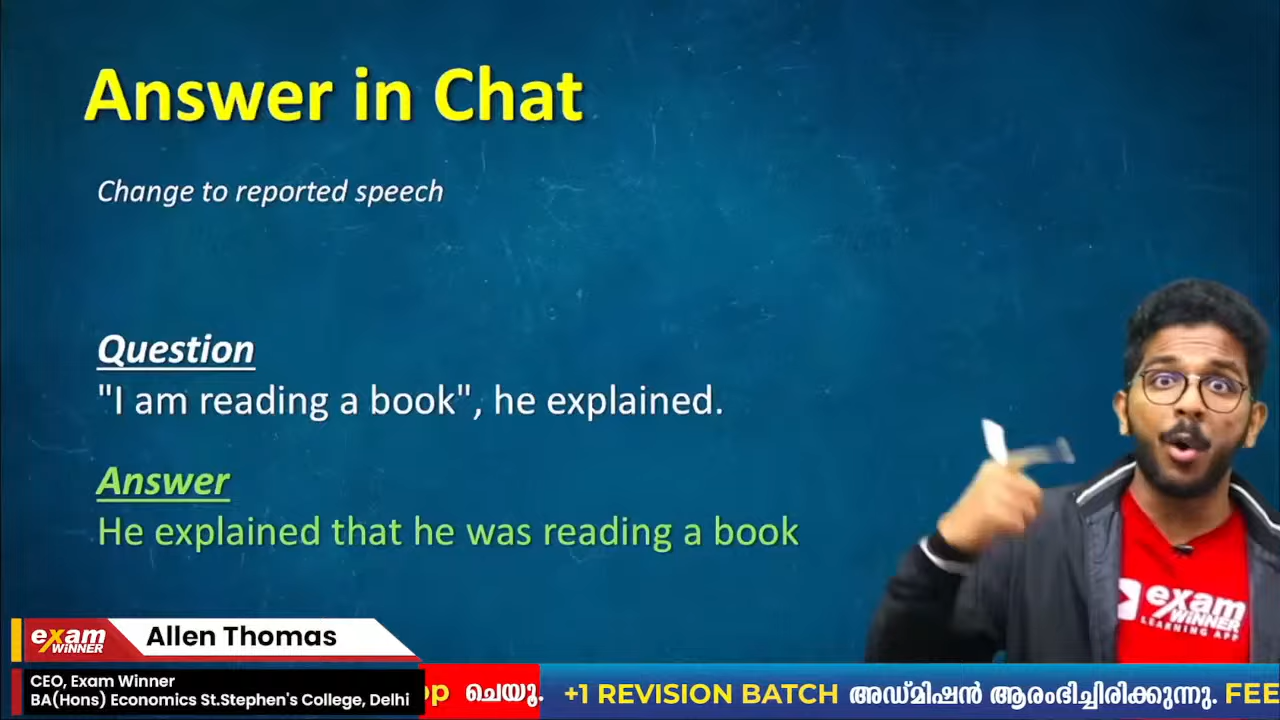 Answer in Chat
Change to reported speech
Question
"I am reading a book", he explained.
Answer
He explained that he was reading a book
exam
WINNER
LEARNING APP
exam
WINNER
Allen Thomas
CEO, Exam Winner
BA(Hons) Economics St.Stephen's College, Delhi
ചെയൂ. +1 REVISION BATCH അഡ്മിഷൻ ആരംഭിച്ചിരിക്കുന്നു. FEE